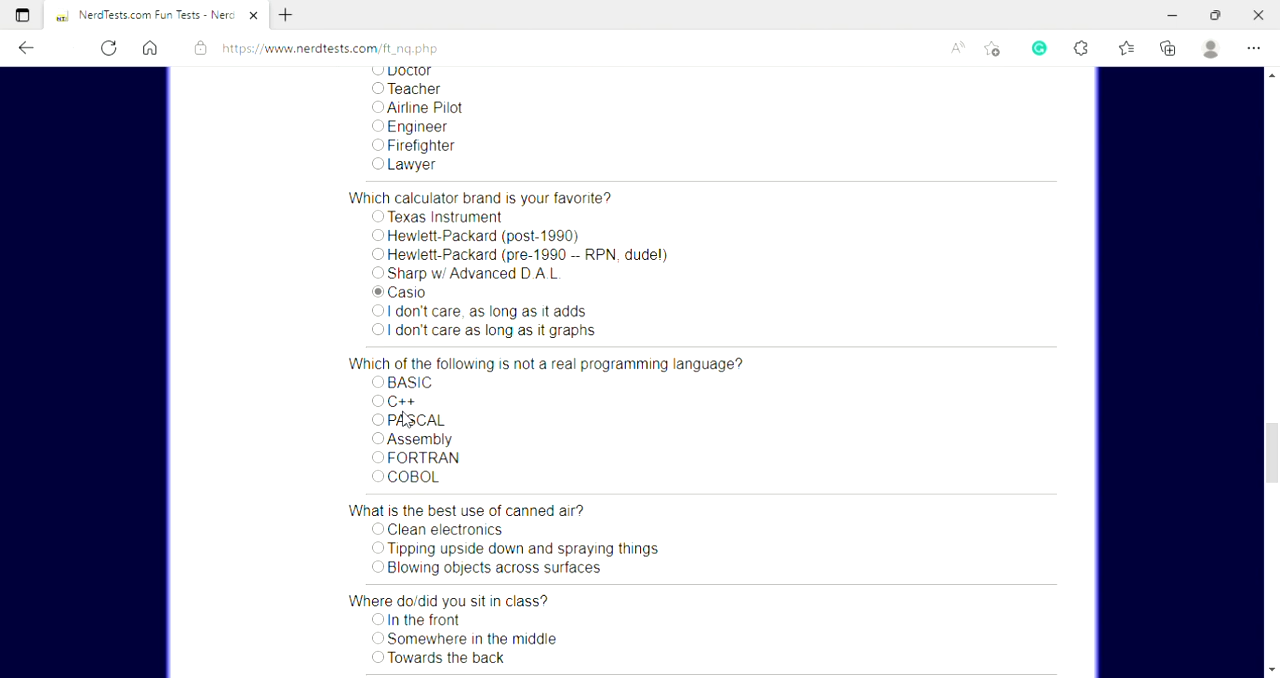 NerdTests.com Fun Tests - Nerd
https://www.nerdtests.com/ft_nq.php
Doctor
Teacher
Airline Pilot
Engineer
Firefighter
Lawyer
Which calculator brand is your favorite?
Texas Instrument
Hewlett-Packard (post-1990)
Hewlett-Packard (pre-1990 -- RPN, dude!)
Sharp w/ Advanced D.A.L.
Casio
I don't care, as long as it adds
I don't care as long as it graphs
Which of the following is not a real programming language?
BASIC
C++
PASCAL
Assembly
FORTRAN
COBOL
What is the best use of canned air?
Clean electronics
Tipping upside down and spraying things
Blowing objects across surfaces
Where do/did you sit in class?
In the front
Somewhere in the middle
Towards the back